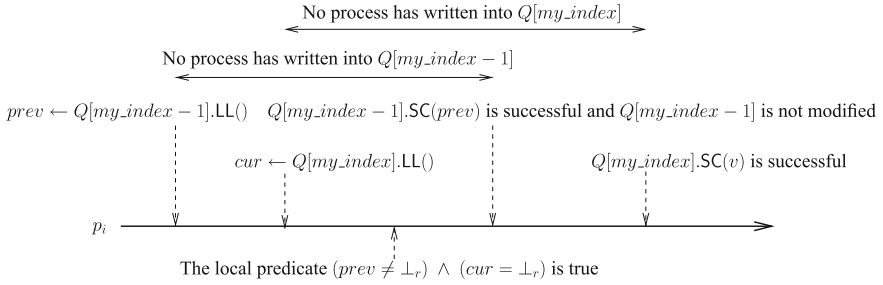 No process has written into Q[my_index]
No process has written into Q[my_index − 1]
prev ← Q[my_index − 1].LL() Q[my_index − 1].SC(prev) is successful and Q[my_index − 1] is not modified
cur ← Q[my_index].LL() Q[my_index].SC(v) is successful
p_i
The local predicate (prev ≠ ⊥_r) ∧ (cur = ⊥_r) is true